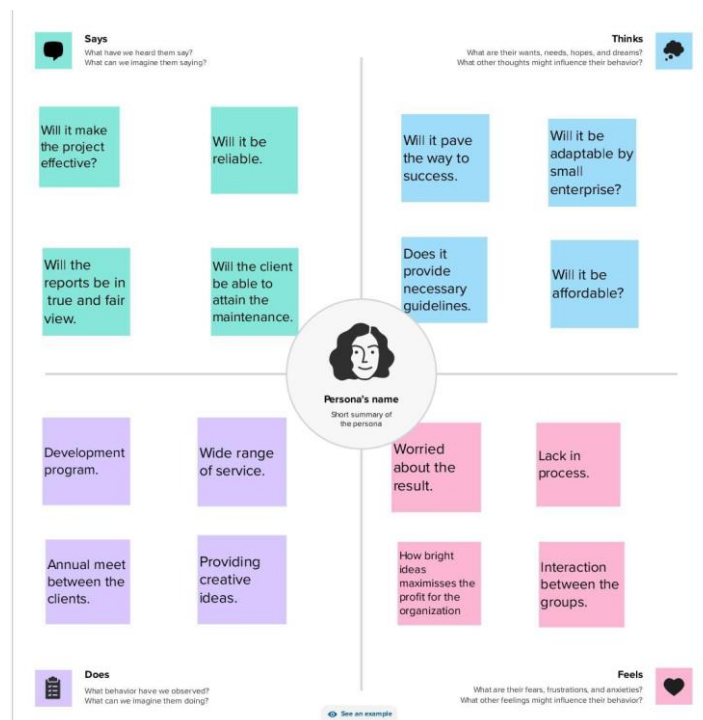 Says
What have we heard them say?
What can we imagine them saying?
Thinks
What are their wants, needs, hopes, and dreams?
What other thoughts might influence their behavior?
Will it make
the project
effective?
Will it be
reliable.
Will it pave
the way to
success.
Will it be
adaptable by
small
enterprise?
Will the
reports be in
true and fair
view.
Will the client
be able to
attain the
maintenance.
Does it
provide
necessary
guidelines.
Will it be
affordable?
Persona's name
Short summary of
the persona
Development
program.
Wide range
of service.
Worried
about the
result.
Lack in
process.
Annual meet
between the
clients.
Providing
creative
ideas.
How bright
ideas
maximisses the
profit for the
organization
Interaction
between the
groups.
Does
What behavior have we observed?
What can we imagine them doing?
Feels
What are their fears, frustrations, and anxieties?
What other feelings might influence their behavior?
See an example